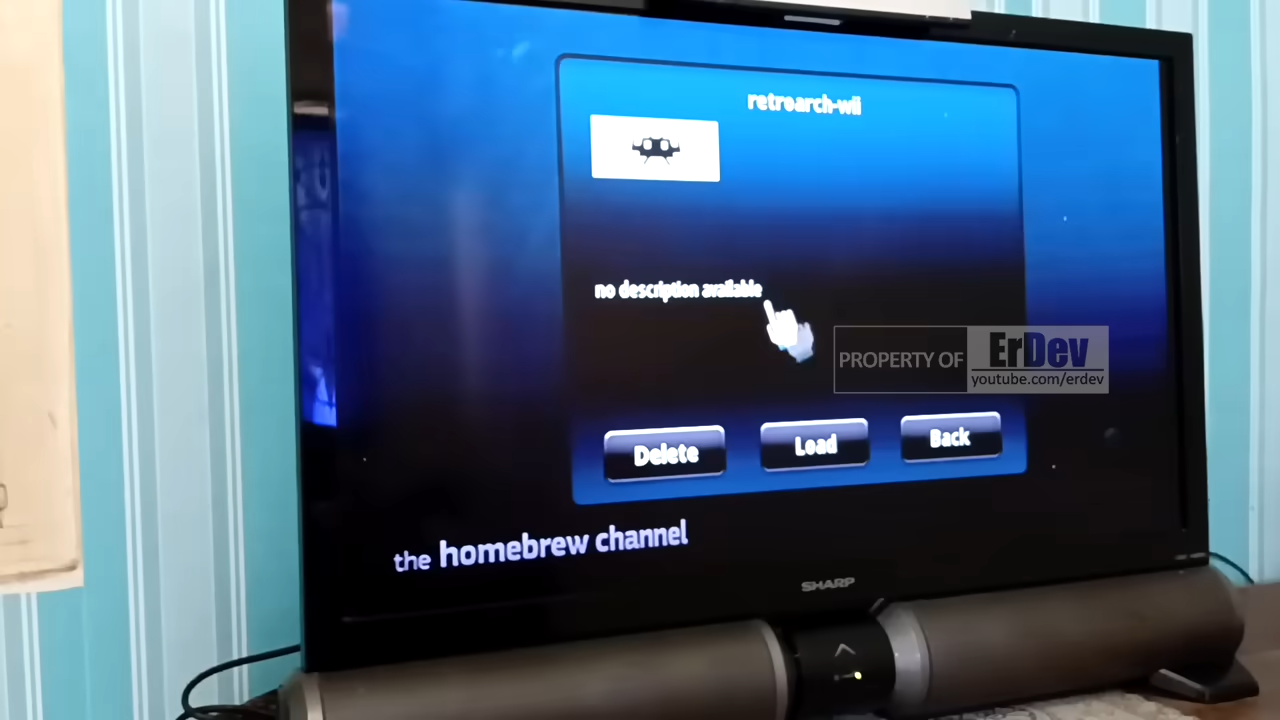 retroarch-wii
no description available
PROPERTY OF
ErDev
youtube.com/erdev
Delete
Load
Back
the homebrew channel
SHARP